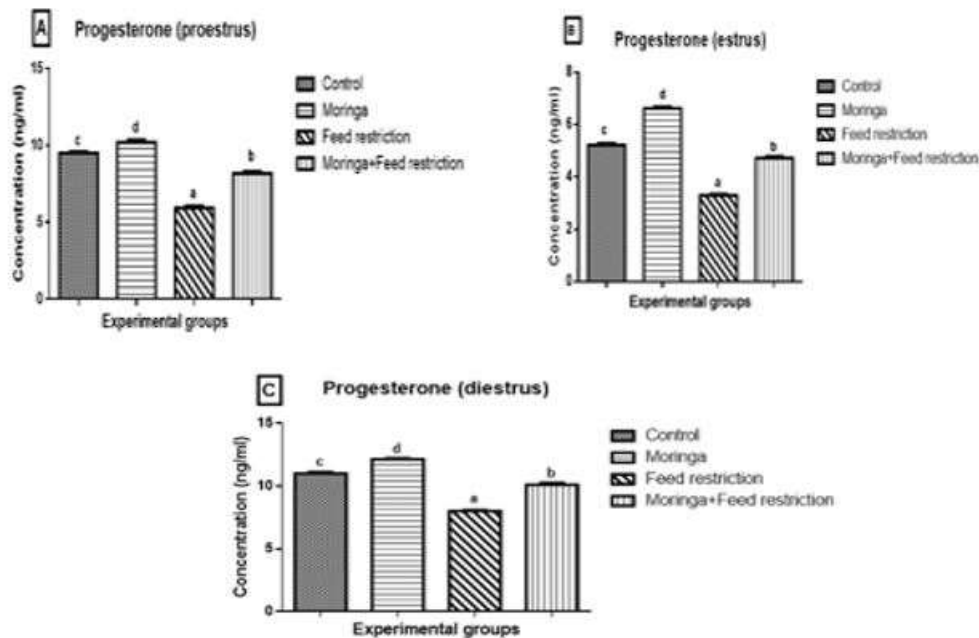 A Progesterone (proestrus)
15
10
5
0
Concentration (ng/ml)
c
d
a
b
Experimental groups
Control
Moringa
Feed restriction
Moringa+Feed restriction
B Progesterone (estrus)
8
6
4
2
0
Concentration (ng/ml)
c
d
a
b
Experimental groups
Control
Moringa
Feed restriction
Moringa+Feed restriction
C Progesterone (diestrus)
15
10
5
0
Concentration (ng/ml)
c
d
a
b
Experimental groups
Control
Moringa
Feed restriction
Moringa+Feed restriction